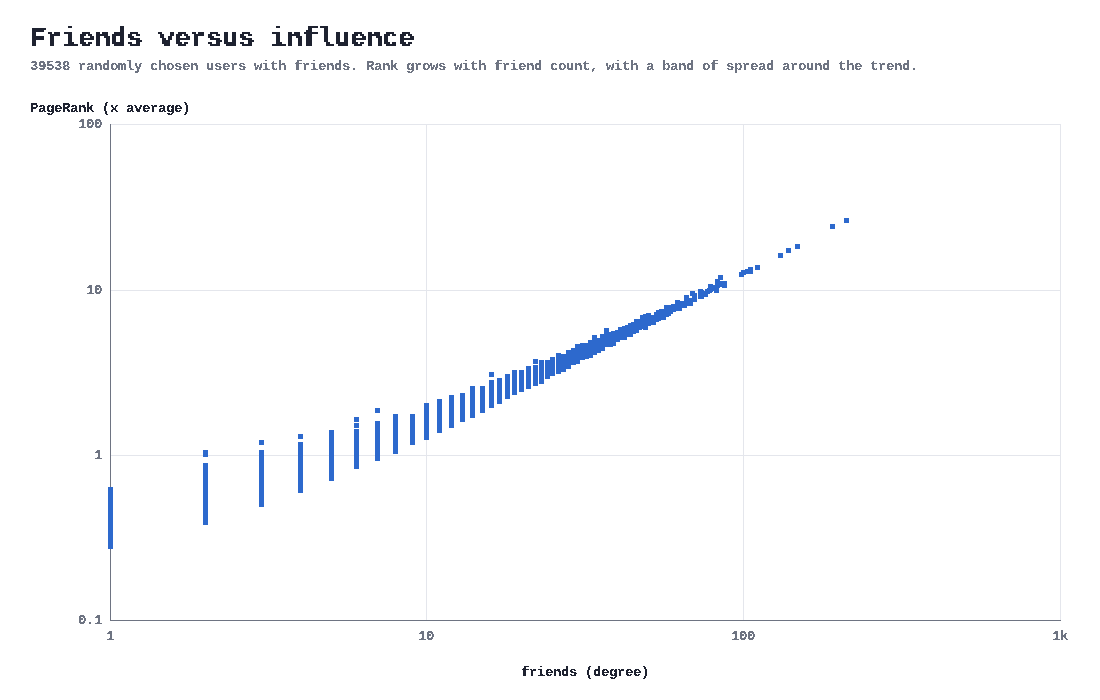 Friends versus influence
39538 randomly chosen users with friends. Rank grows with friend count, with a band of spread around the trend.
PageRank (x average)
100
10
1
0.1
1 10 100 1k
friends (degree)